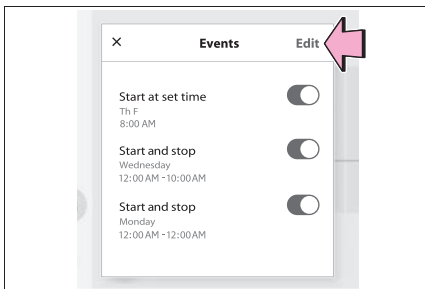 × Events Edit
Start at set time
Th F
8:00 AM
Start and stop
Wednesday
12:00 AM - 10:00 AM
Start and stop
Monday
12:00 AM - 12:00 AM